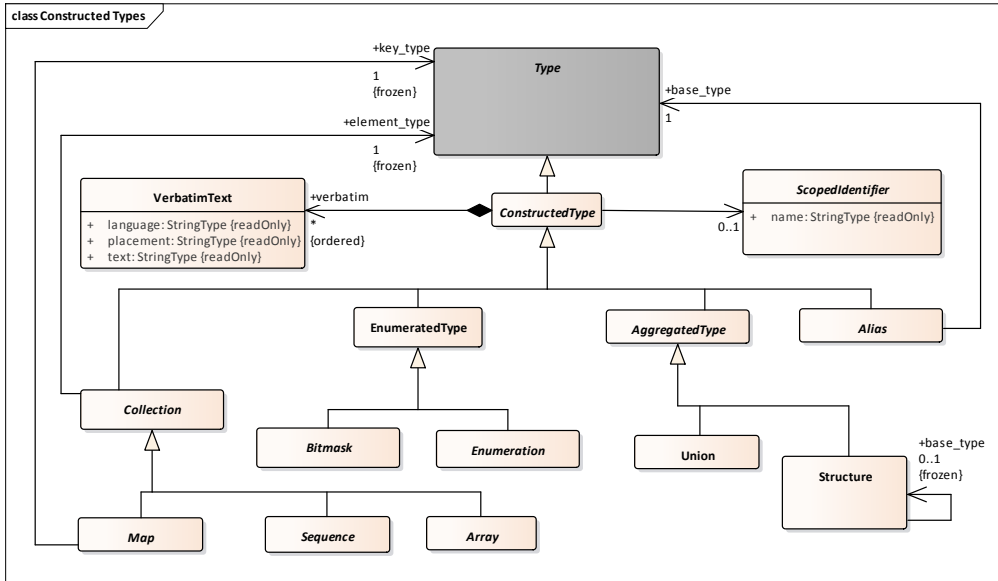 class Constructed Types
+key_type
1
{frozen}
Type
+base_type
1
+element_type
1
{frozen}
VerbatimText
+ language: StringType {readOnly}
+ placement: StringType {readOnly}
+ text: StringType {readOnly}
+verbatim
*
{ordered}
ConstructedType
0..1
ScopedIdentifier
+ name: StringType {readOnly}
EnumeratedType
AggregatedType
Alias
Collection
Bitmask
Enumeration
Union
Structure
+base_type
0..1
{frozen}
Map
Sequence
Array